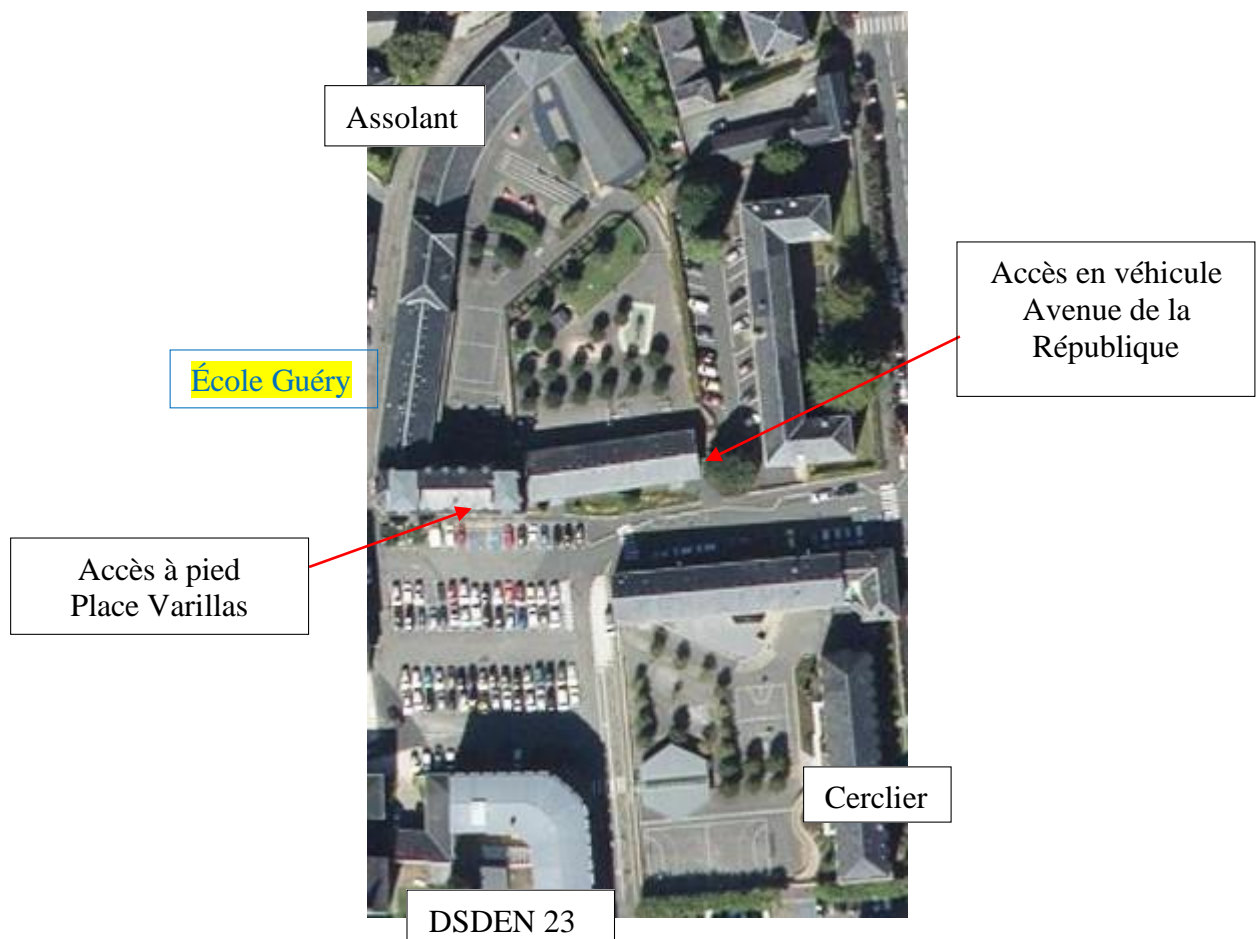 Assolant
Accès en véhicule
Avenue de la
République
École Guéry
Accès à pied
Place Varillas
Cerclier
DSDEN 23